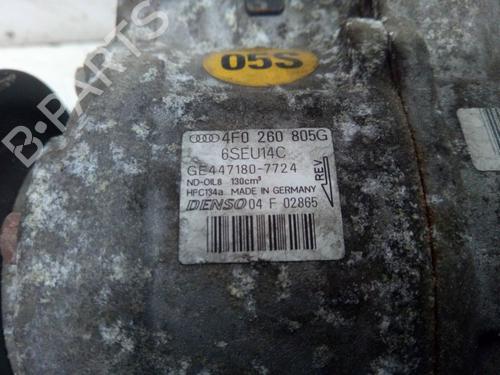 05S
4F0 260 805G
6SEU14C
GE447180-7724
ND-OIL8 130cm³
HFC134a MADE IN GERMANY
REV
DENSO 04 F 02865
B-PARTS